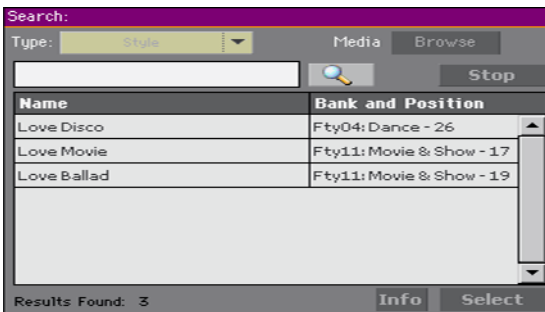 Search:
Type: Style Media Browse
Stop
Name Bank and Position
Love Disco Fty04: Dance - 26
Love Movie Fty11: Movie & Show - 17
Love Ballad Fty11: Movie & Show - 19
Results Found: 3 Info Select